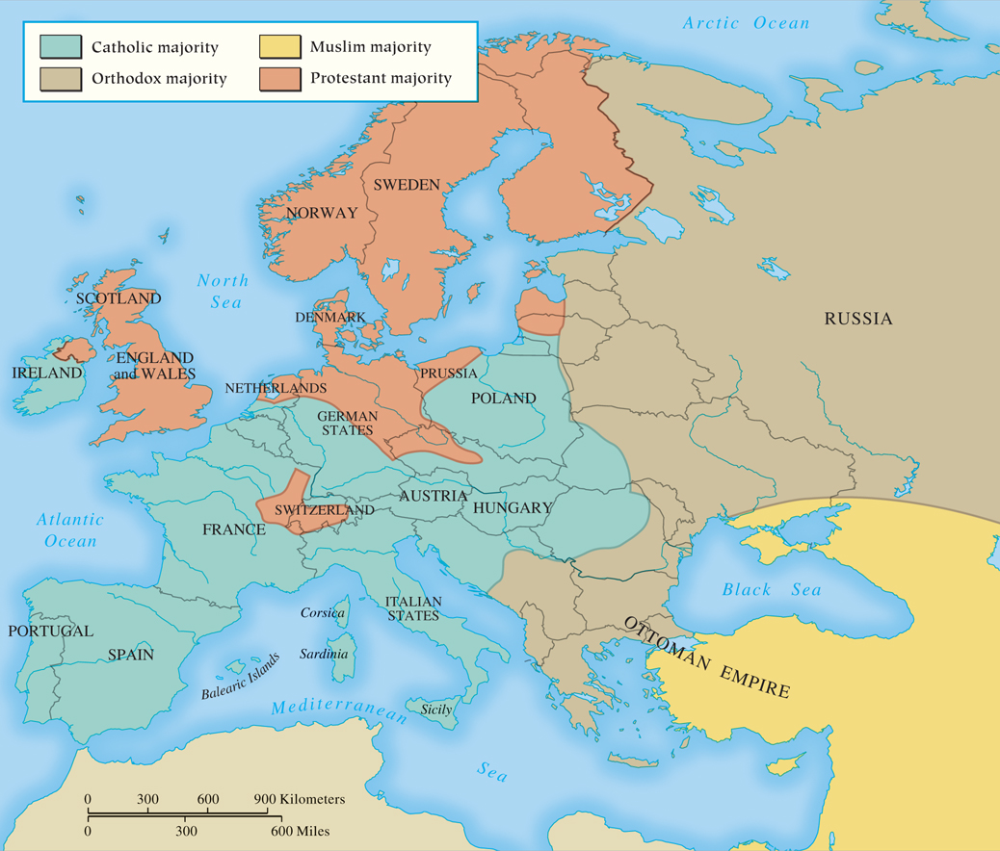 Arctic Ocean
Catholic majority
Muslim majority
Orthodox majority
Protestant majority
SWEDEN
NORWAY
North
Sea
SCOTLAND
DENMARK
RUSSIA
ENGLAND
and WALES
IRELAND
PRUSSIA
NETHERLANDS
POLAND
GERMAN
STATES
AUSTRIA
HUNGARY
SWITZERLAND
FRANCE
Atlantic
Ocean
Black Sea
ITALIAN
STATES
Corsica
PORTUGAL
SPAIN
Sardinia
Balearic Islands
OTTOMAN EMPIRE
Mediterranean
Sea
Sicily
0 300 600 900 Kilometers
0 300 600 Miles